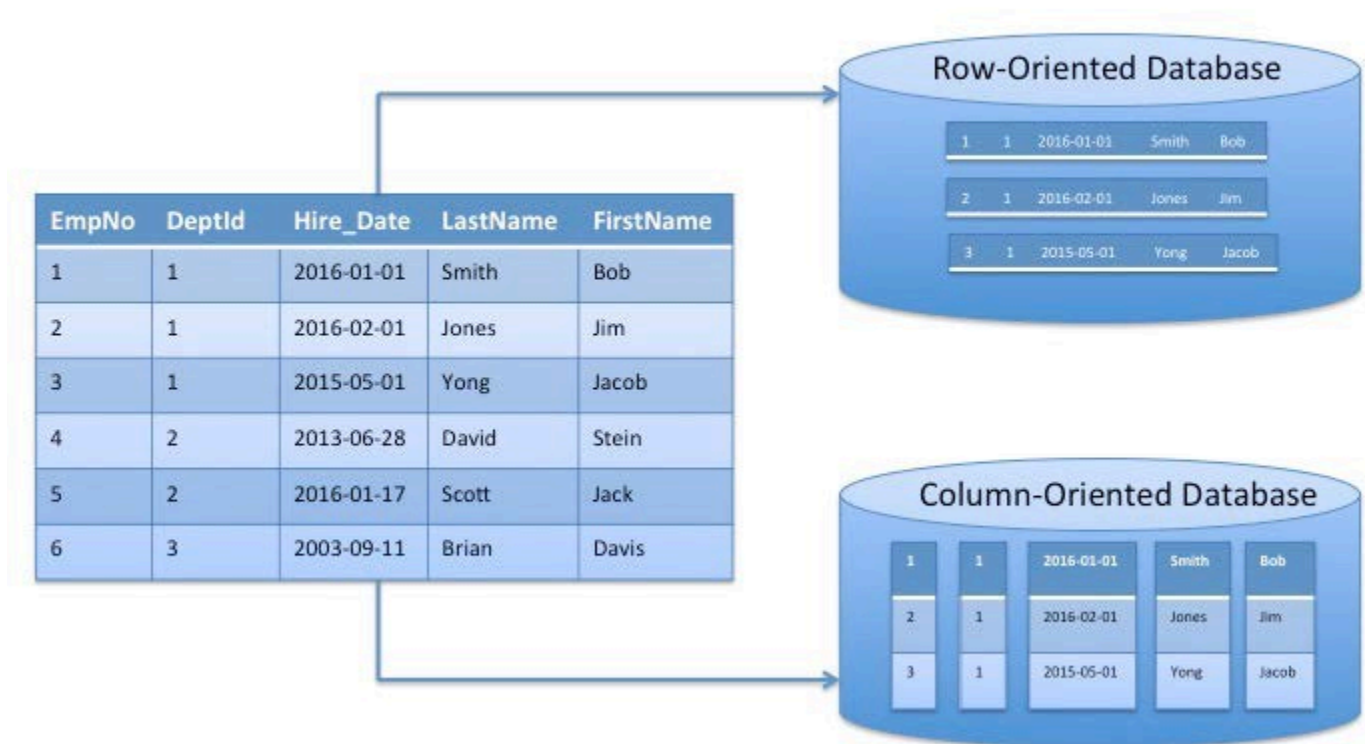 Row-Oriented Database
1 1 2016-01-01 Smith Bob
2 1 2016-02-01 Jones Jim
3 1 2015-05-01 Yong Jacob
EmpNo DeptId Hire_Date LastName FirstName
1 1 2016-01-01 Smith Bob
2 1 2016-02-01 Jones Jim
3 1 2015-05-01 Yong Jacob
4 2 2013-06-28 David Stein
5 2 2016-01-17 Scott Jack
6 3 2003-09-11 Brian Davis
Column-Oriented Database
1 1 2016-01-01 Smith Bob
2 1 2016-02-01 Jones Jim
3 1 2015-05-01 Yong Jacob